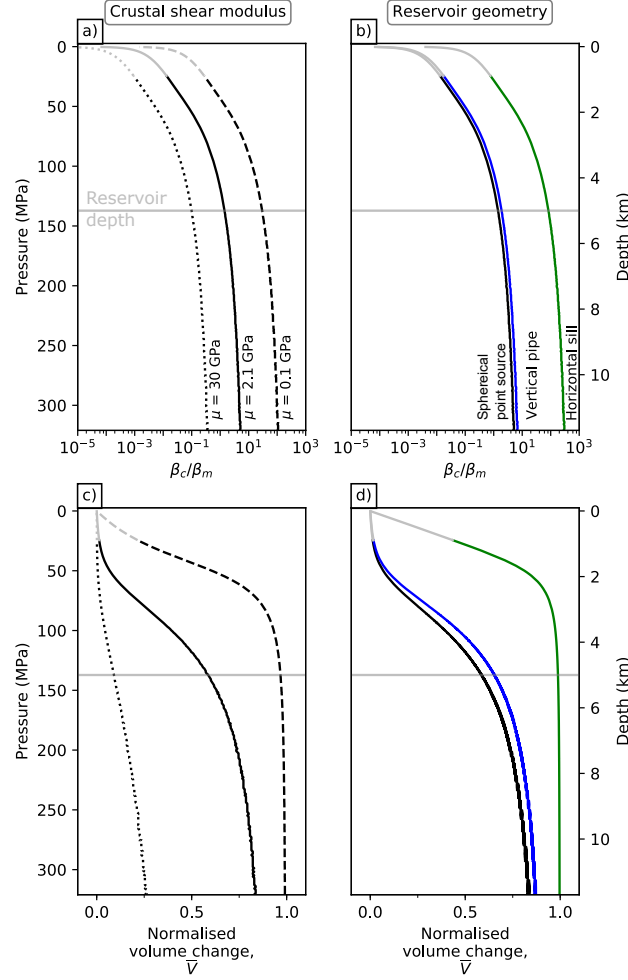 Crustal shear modulus
Reservoir geometry
a)
b)
0
50
100
150
200
250
300
Pressure (MPa)
Reservoir
depth
μ = 30 GPa
μ = 2.1 GPa
μ = 0.1 GPa
10⁻⁵
10⁻³
10⁻¹
10¹
10³
βc/βm
Sphereical
point source
Vertical pipe
Horizontal sill
10⁻⁵
10⁻³
10⁻¹
10¹
10³
βc/βm
0
2
4
6
8
10
Depth (km)
c)
d)
0
50
100
150
200
250
300
Pressure (MPa)
0.0
0.5
1.0
Normalised
volume change,
V̅
0.0
0.5
1.0
Normalised
volume change,
V̅
0
2
4
6
8
10
Depth (km)